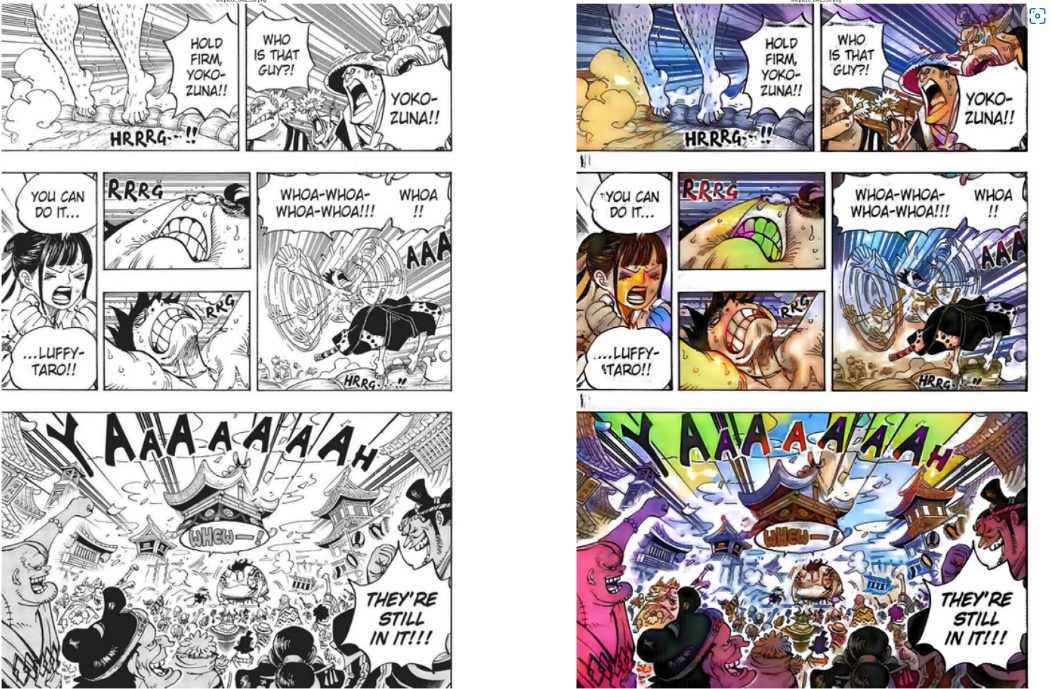 HOLD
FIRM,
YOKO-
ZUNA!!
HRRRG...!!
WHO
IS THAT
GUY?!
YOKO-
ZUNA!!
YOU CAN
DO IT...
...LUFFY-
TARO!!
RRRG
RRG
WHOA-WHOA-
WHOA-WHOA!!!
WHOA
!!
AAA
HRRG...!!
YAAAAAAAH
WHEW—!
THEY'RE
STILL
IN IT!!!
HOLD
FIRM,
YOKO-
ZUNA!!
HRRRG...!!
WHO
IS THAT
GUY?!
YOKO-
ZUNA!!
YOU CAN
DO IT...
...LUFFY-
TARO!!
RRRG
RRG
WHOA-WHOA-
WHOA-WHOA!!!
WHOA
!!
AAA
HRRG...!!
YAAAAAAAH
WHEW—!
THEY'RE
STILL
IN IT!!!